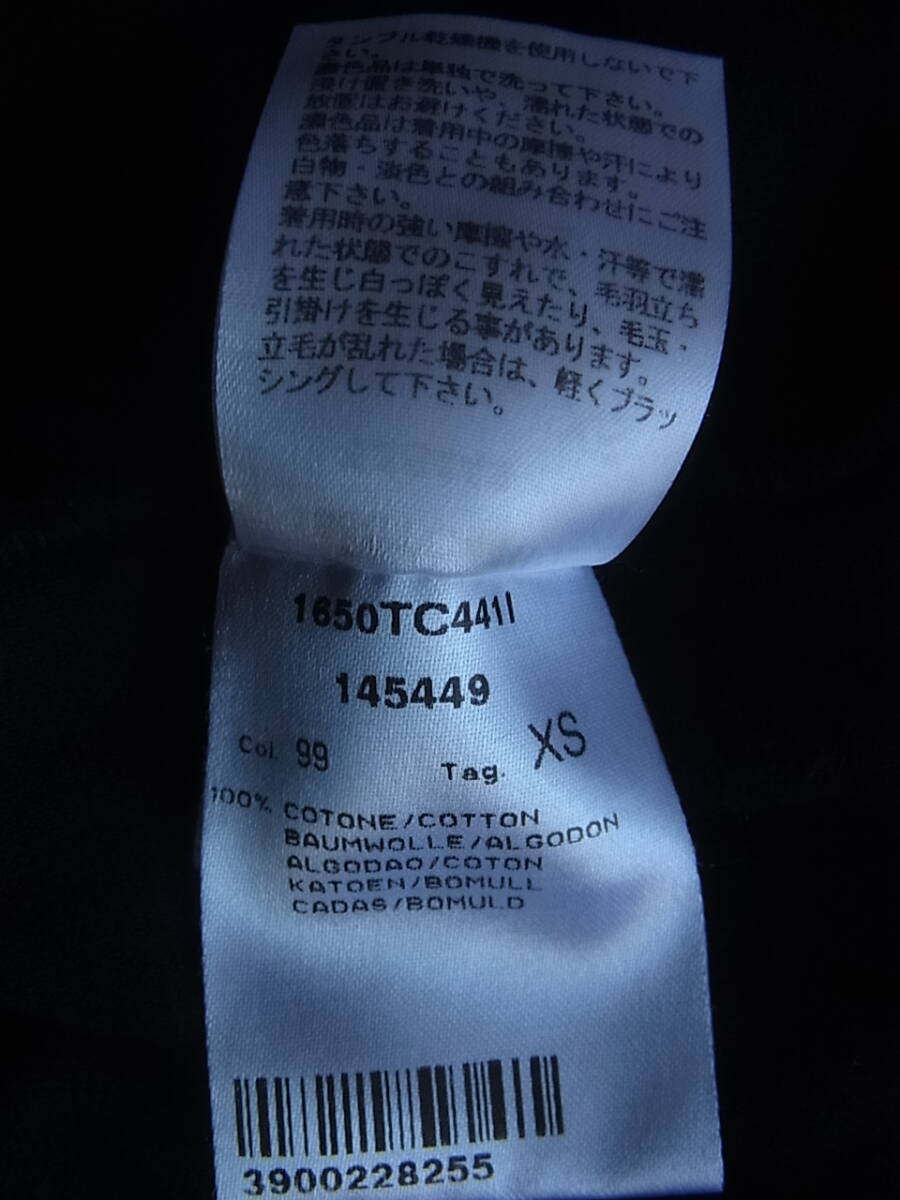 タンブル乾燥機を使用しないで下
さい。
濃色品は単独で洗って下さい。
浸け置き洗いや、濡れた状態での
放置はお避けください。
濃色品は着用中の摩擦や汗により
色落ちすることもあります。
白物・淡色との組み合わせにご注
意下さい。
着用時の強い摩擦や水・汗等で濡
れた状態でのこすれで、毛羽立ち
を生じ白っぽく見えたり、毛玉・
引掛けを生じる事があります。
立毛が乱れた場合は、軽くブラッ
シングして下さい。
1650TC441I
145449
Col. 99 Tag. XS
100% COTONE/COTTON
BAUMWOLLE/ALGODON
ALGODAO/COTON
KATOEN/BOMULL
CADAS/BOMULD
3900228255